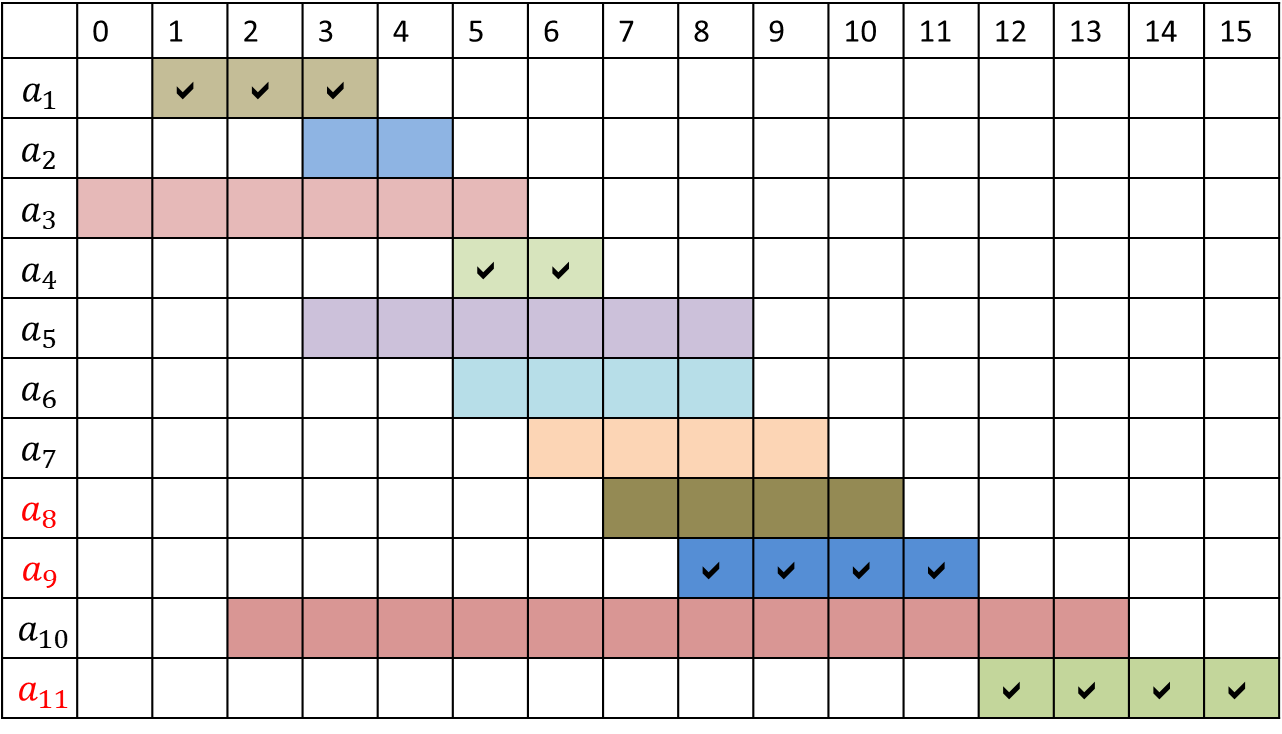 0 1 2 3 4 5 6 7 8 9 10 11 12 13 14 15
a₁ ✔ ✔ ✔
a₂
a₃
a₄ ✔ ✔
a₅
a₆
a₇
a₈
a₉ ✔ ✔ ✔ ✔
a₁₀
a₁₁ ✔ ✔ ✔ ✔